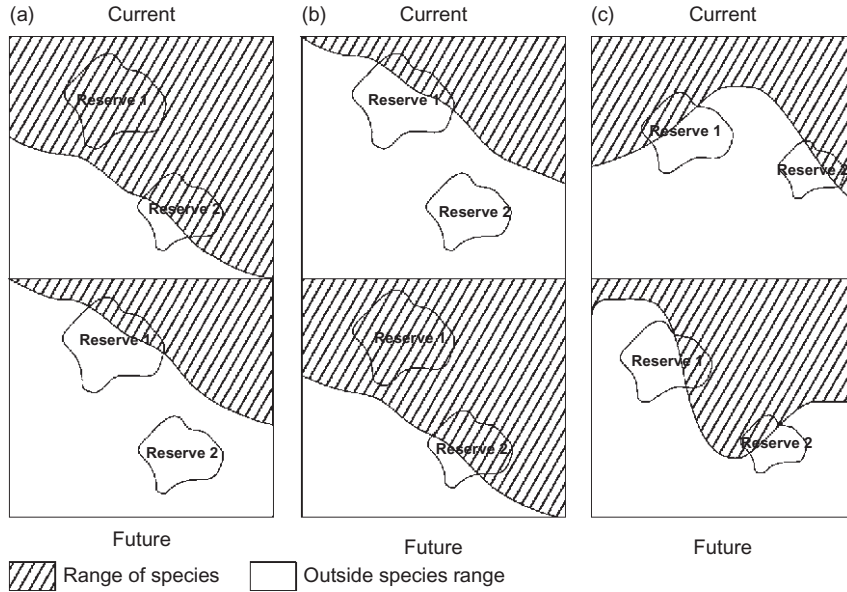 (a) Current
(b) Current
(c) Current
Reserve 1
Reserve 2
Reserve 1
Reserve 2
Reserve 1
Reserve 2
Reserve 1
Reserve 2
Reserve 1
Reserve 2
Reserve 1
Reserve 2
Future
Future
Future
Range of species
Outside species range